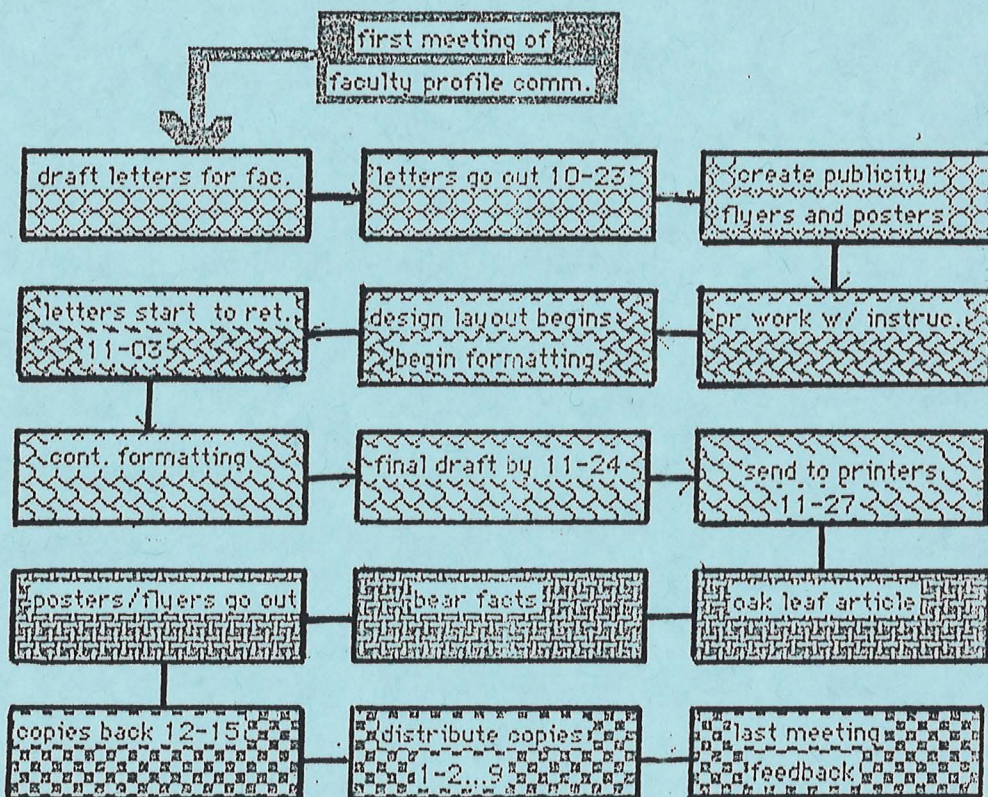 first meeting of
faculty profile comm.
draft letters for fac.
letters go out 10-23
create publicity
flyers and posters
pr work w/ instruc.
design layout begins
begin formatting
letters start to ret.
11-03
cont. formatting
final draft by 11-24
send to printers
11-27
oak leaf article
bear facts
posters/flyers go out
copies back 12-15
distribute copies
1-2...9
last meeting
feedback